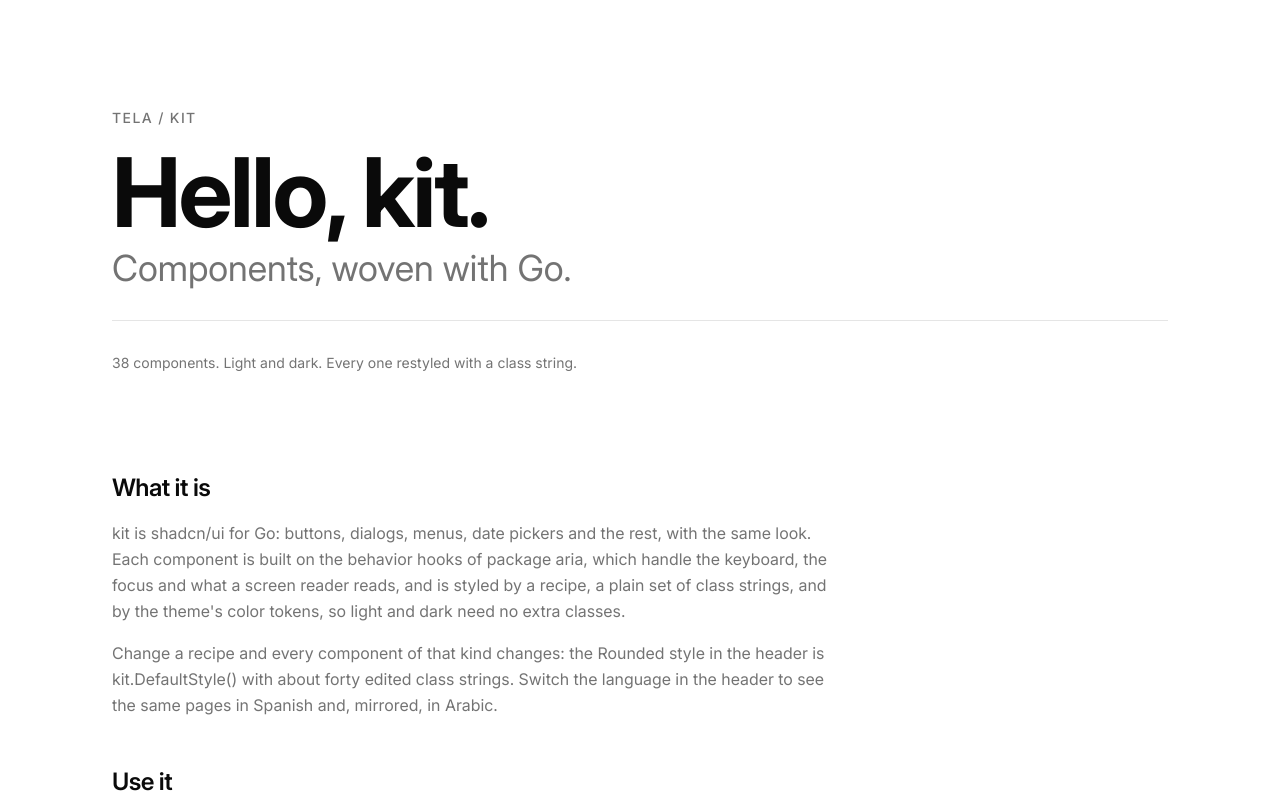 TELA / KIT
Hello, kit.
Components, woven with Go.
38 components. Light and dark. Every one restyled with a class string.
What it is
kit is shadcn/ui for Go: buttons, dialogs, menus, date pickers and the rest, with the same look.
Each component is built on the behavior hooks of package aria, which handle the keyboard, the
focus and what a screen reader reads, and is styled by a recipe, a plain set of class strings, and
by the theme's color tokens, so light and dark need no extra classes.
Change a recipe and every component of that kind changes: the Rounded style in the header is
kit.DefaultStyle() with about forty edited class strings. Switch the language in the header to see
the same pages in Spanish and, mirrored, in Arabic.
Use it